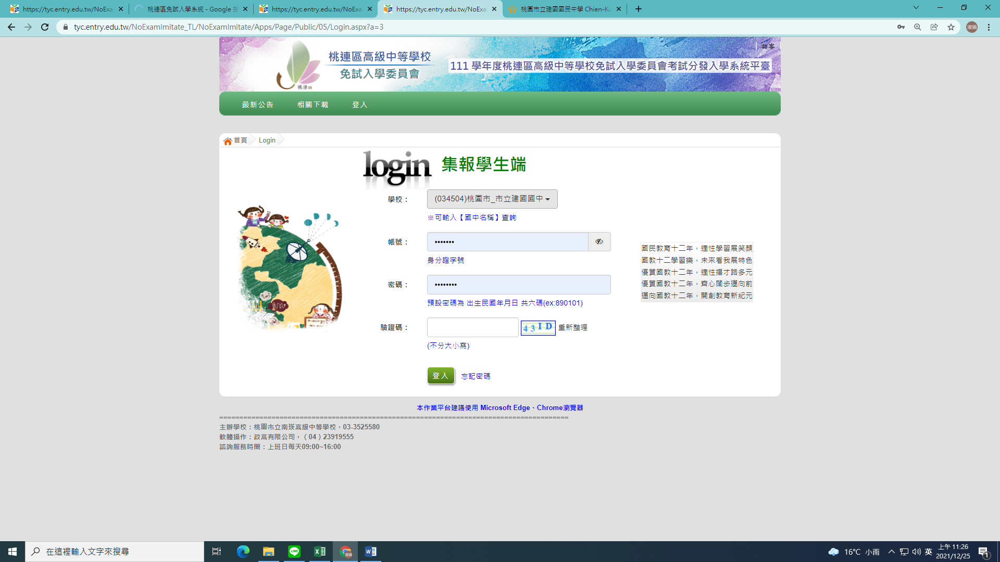 https://tyc.entry.edu.tw/NoExa
桃連區免試入學系統 - Google 搜
https://tyc.entry.edu.tw/NoExa
https://tyc.entry.edu.tw/NoExa
桃園市立建國國民中學 Chien-Ku
tyc.entry.edu.tw/NoExamImitate_TL/NoExamImitate/Apps/Page/Public/05/Login.aspx?a=3
淑娟
訪客
桃連區高級中等學校
免試入學委員會
桃連III
111 學年度桃連區高級中等學校免試入學委員會考試分發入學系統平臺
最新公告 相關下載 登入
首頁 Login
login 集報學生端
學校： (034504)桃園市_市立建國國中
※可輸入【國中名稱】查詢
帳號： •••••••
身分證字號
密碼： ••••••••
預設密碼為 出生民國年月日 共六碼(ex:890101)
驗證碼： 43ID 重新整理
(不分大小寫)
登入 忘記密碼
國民教育十二年，適性學習展笑顏
國教十二學習樂，未來看我展特色
優質國教十二年，適性揚才路多元
優質國教十二年，齊心闊步邁向前
邁向國教十二年，開創教育新紀元
本作業平台建議使用 Microsoft Edge、Chrome瀏覽器
=====================================================================================
主辦學校：桃園市立南崁高級中等學校，03-3525580
軟體操作：政高有限公司，（04）23919555
諮詢服務時間：上班日每天09:00~16:00
在這裡輸入文字來搜尋
LINE
淑娟
16°C 小雨
英
上午 11:26
2021/12/25
1